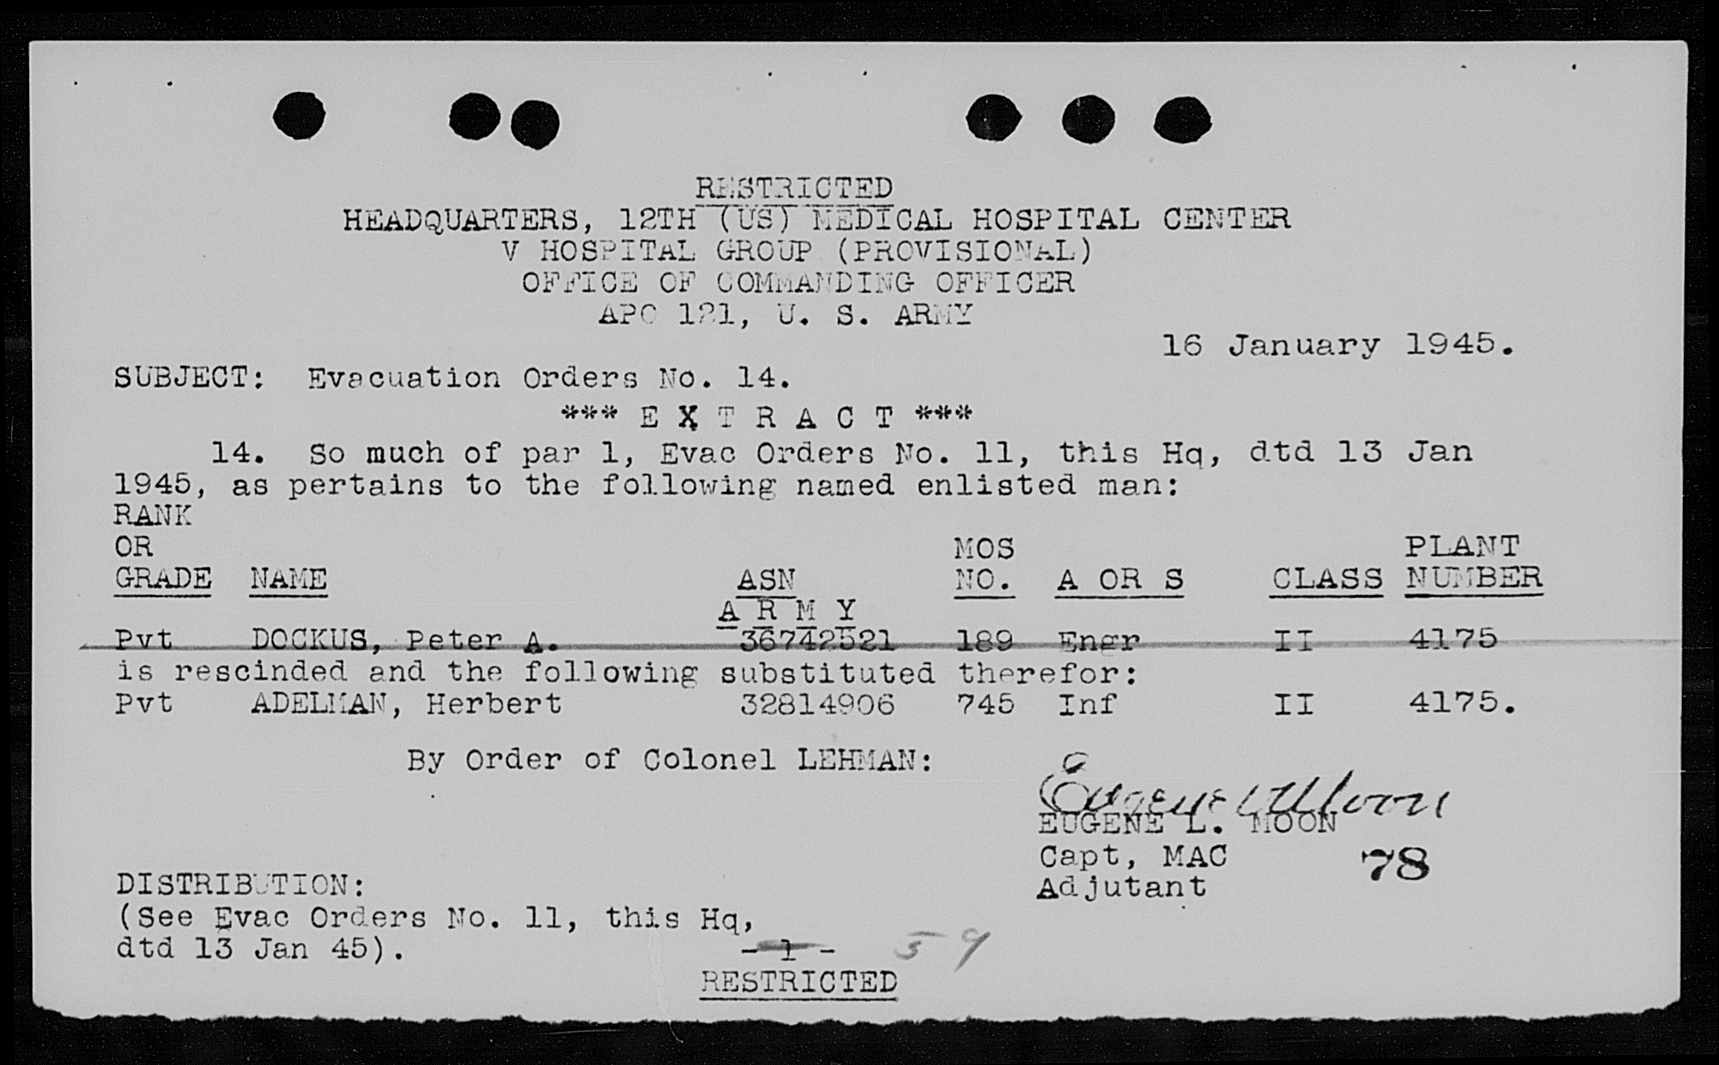 RESTRICTED
HEADQUARTERS, 12TH (US) MEDICAL HOSPITAL CENTER
V HOSPITAL GROUP (PROVISIONAL)
OFFICE OF COMMANDING OFFICER
APO 121, U. S. ARMY
16 January 1945.
SUBJECT: Evacuation Orders No. 14.
*** E X T R A C T ***
14. So much of par 1, Evac Orders No. 11, this Hq, dtd 13 Jan
1945, as pertains to the following named enlisted man:
RANK
OR MOS PLANT
GRADE NAME ASN NO. A OR S CLASS NUMBER
A R M Y
Pvt DOCKUS, Peter A. 36742521 189 Engr II 4175
is rescinded and the following substituted therefor:
Pvt ADELMAN, Herbert 32814906 745 Inf II 4175.
By Order of Colonel LEHMAN:
Eugene L Moon
EUGENE L. MOON
Capt, MAC 78
Adjutant
DISTRIBUTION:
(See Evac Orders No. 11, this Hq,
dtd 13 Jan 45).
- 1 - 59
RESTRICTED